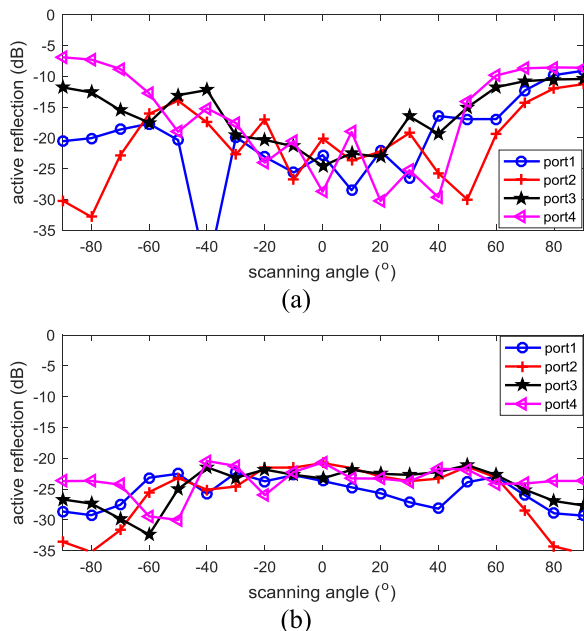 0
-5
-10
-15
-20
-25
-30
-35
active reflection (dB)
-80 -60 -40 -20 0 20 40 60 80
scanning angle (°)
port1
port2
port3
port4
(a)
0
-5
-10
-15
-20
-25
-30
-35
active reflection (dB)
-80 -60 -40 -20 0 20 40 60 80
scanning angle (°)
port1
port2
port3
port4
(b)